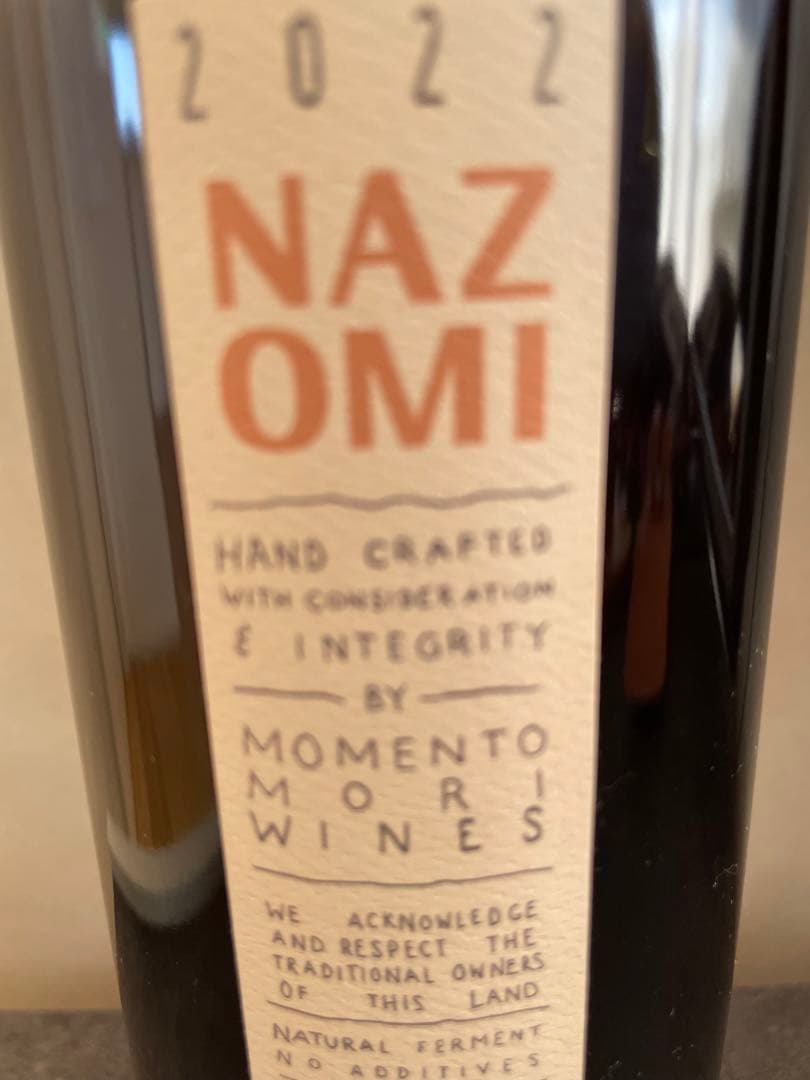 2022
NAZ
OMI
HAND CRAFTED
WITH CONSIDERATION
& INTEGRITY
BY
MOMENTO
MORI
WINES
WE ACKNOWLEDGE
AND RESPECT THE
TRADITIONAL OWNERS
OF THIS LAND
NATURAL FERMENT
NO ADDITIVES